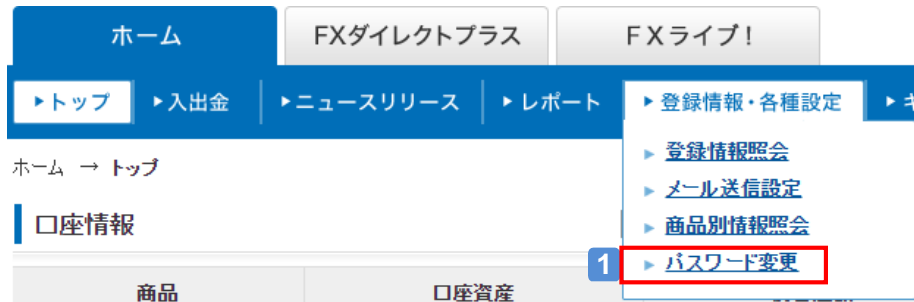 ホーム FXダイレクトプラス FXライブ!
トップ 入出金 ニュースリリース レポート 登録情報・各種設定
ホーム → トップ
登録情報照会
メール送信設定
口座情報
商品別情報照会
1 パスワード変更
商品 口座資産